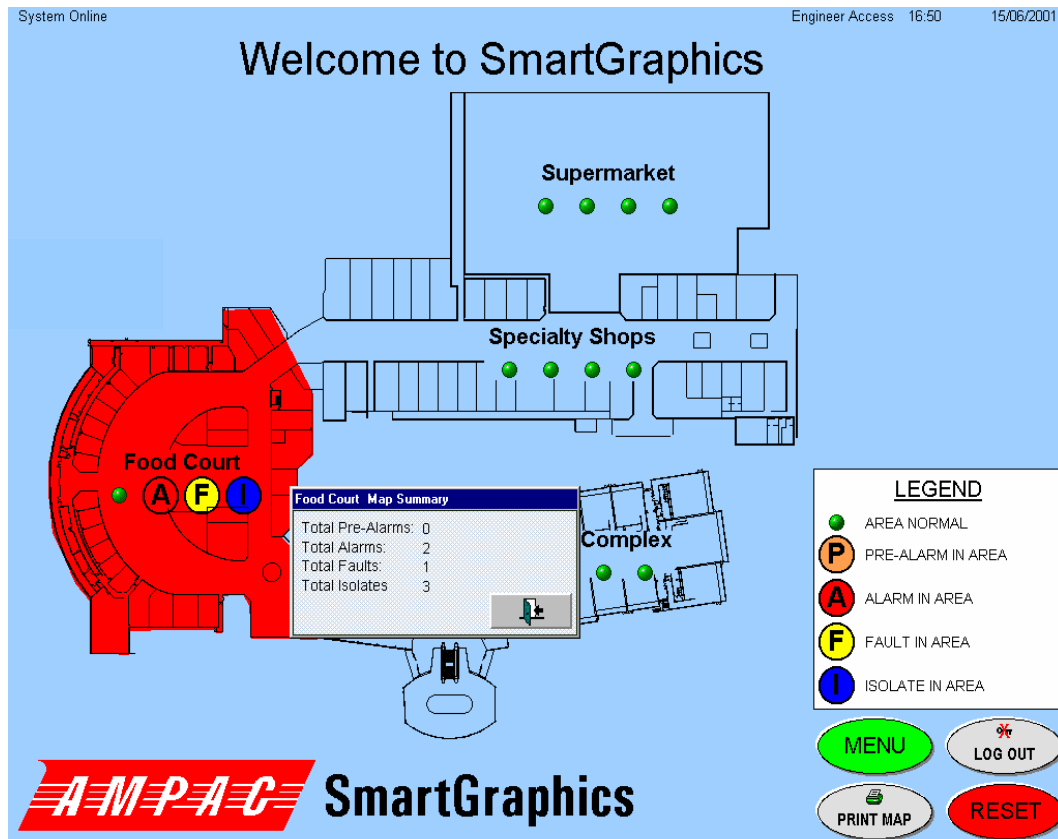 System Online
Engineer Access 16:50 15/06/2001
Welcome to SmartGraphics
Supermarket
Specialty Shops
Food Court
A F I
Food Court Map Summary
Total Pre-Alarms: 0
Total Alarms: 2
Total Faults: 1
Total Isolates 3
Complex
LEGEND
AREA NORMAL
P PRE-ALARM IN AREA
A ALARM IN AREA
F FAULT IN AREA
I ISOLATE IN AREA
MENU
LOG OUT
PRINT MAP
RESET
AMPAC SmartGraphics